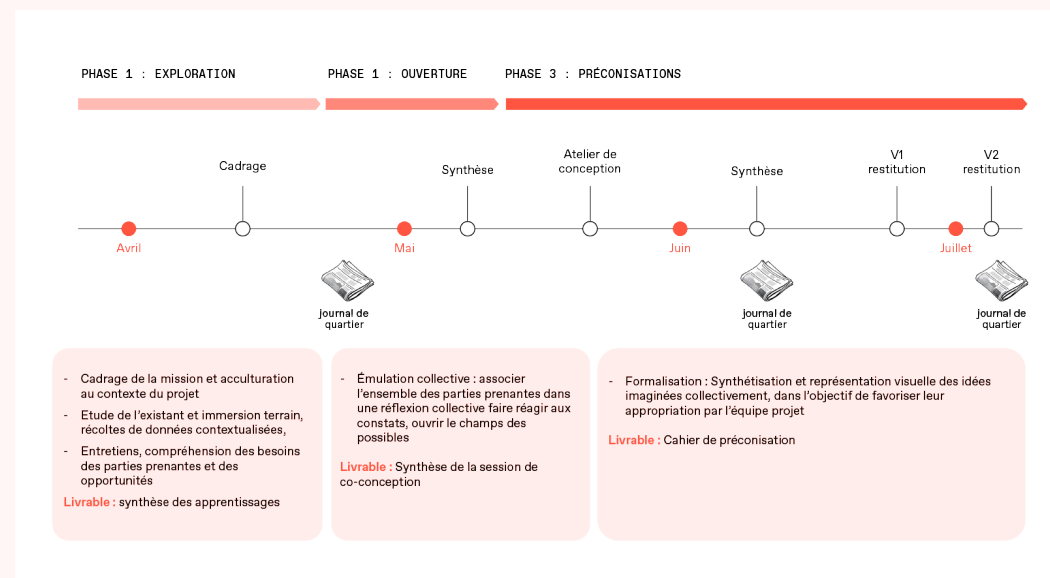 PHASE 1 : EXPLORATION
PHASE 1 : OUVERTURE
PHASE 3 : PRÉCONISATIONS
Cadrage
Synthèse
Atelier de
conception
Synthèse
V1
restitution
V2
restitution
Avril
Mai
Juin
Juillet
journal de
quartier
journal de
quartier
journal de
quartier
- Cadrage de la mission et acculturation
au contexte du projet
- Etude de l'existant et immersion terrain,
récoltes de données contextualisées,
- Entretiens, compréhension des besoins
des parties prenantes et des
opportunités
Livrable : synthèse des apprentissages
- Émulation collective : associer
l'ensemble des parties prenantes dans
une réflexion collective faire réagir aux
constats, ouvrir le champs des
possibles
Livrable : Synthèse de la session de
co-conception
- Formalisation : Synthétisation et représentation visuelle des idées
imaginées collectivement, dans l'objectif de favoriser leur
appropriation par l'équipe projet
Livrable : Cahier de préconisation